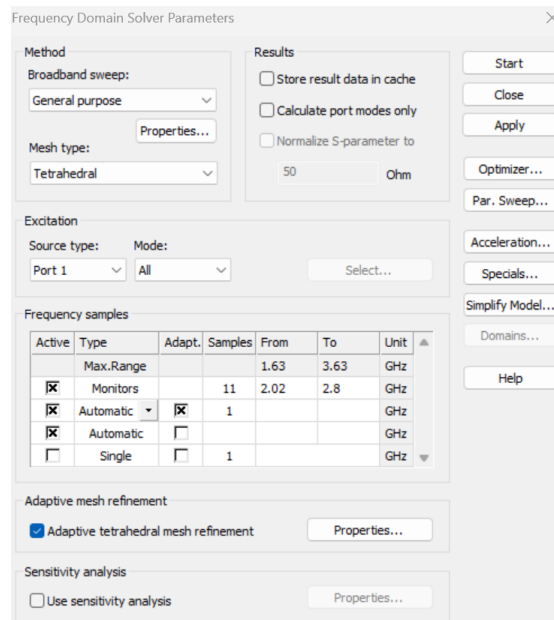 Frequency Domain Solver Parameters
Method
Broadband sweep:
General purpose
Properties...
Mesh type:
Tetrahedral
Results
Store result data in cache
Calculate port modes only
Normalize S-parameter to
50 Ohm
Start
Close
Apply
Optimizer...
Par. Sweep...
Acceleration...
Specials...
Simplify Model...
Domains...
Help
Excitation
Source type: Mode:
Port 1 All Select...
Frequency samples
Active Type Adapt. Samples From To Unit
Max.Range 1.63 3.63 GHz
Monitors 11 2.02 2.8 GHz
Automatic 1 GHz
Automatic GHz
Single 1 GHz
Adaptive mesh refinement
Adaptive tetrahedral mesh refinement Properties...
Sensitivity analysis
Use sensitivity analysis Properties...